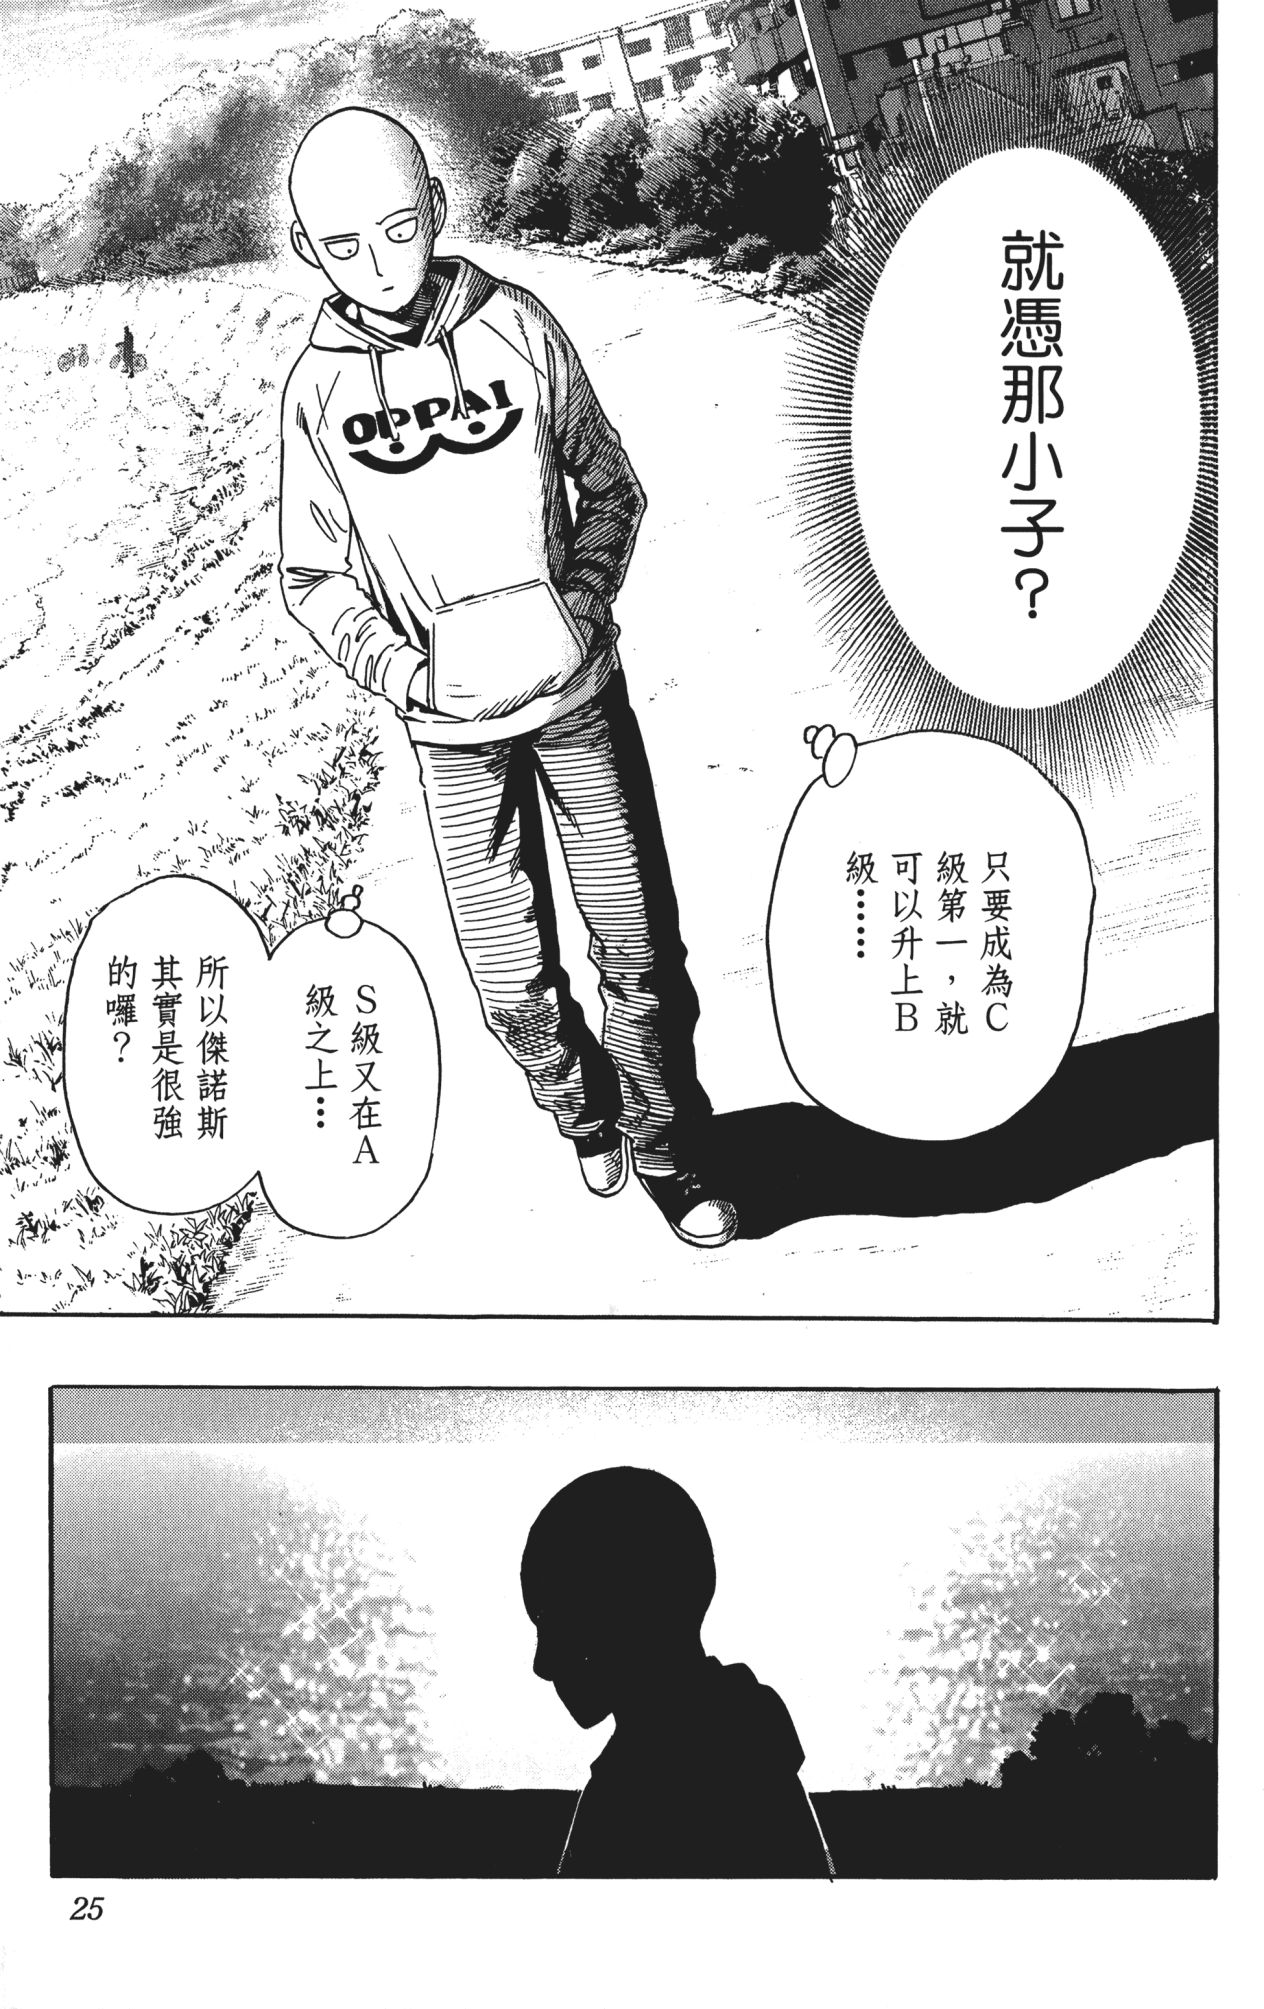 就憑那小子?
只要成為C
級第一,就
可以升上B
級……
S級又在A
級之上…
所以傑諾斯
其實是很強
的囉?
OPPAI
25